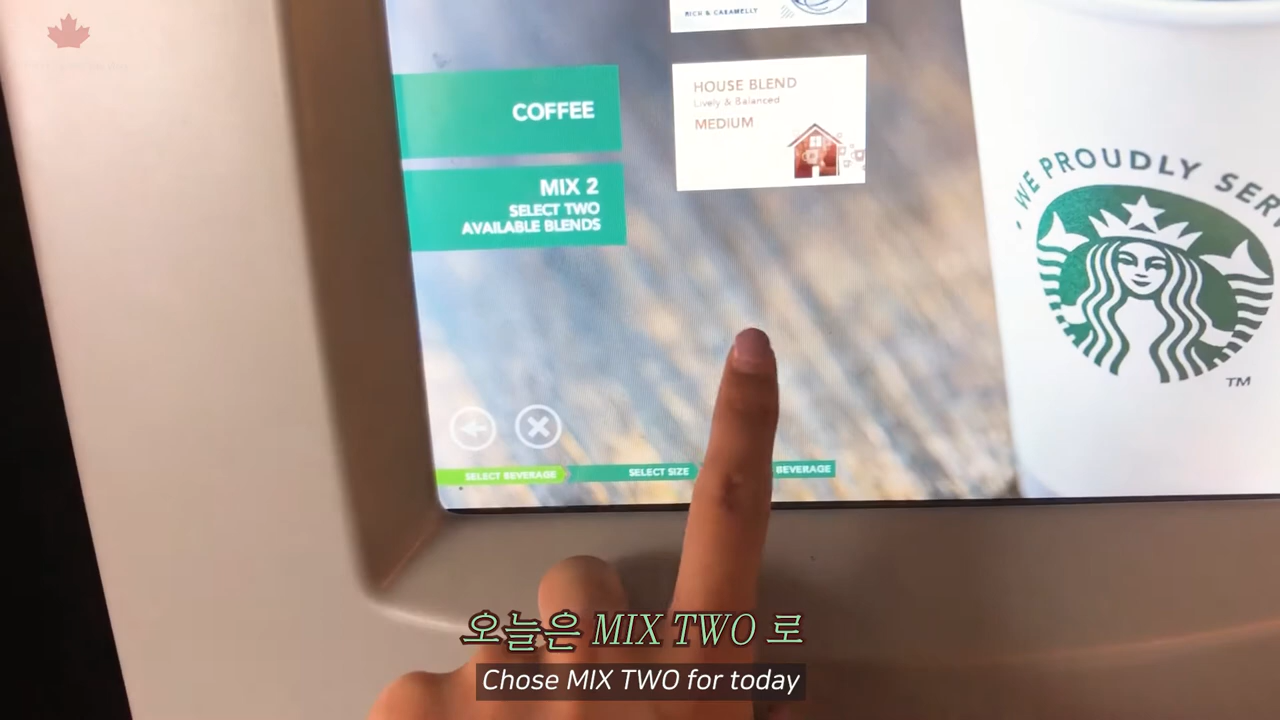 RICH & CARAMELLY
HOUSE BLEND
Lively & Balanced
MEDIUM
COFFEE
MIX 2
SELECT TWO
AVAILABLE BLENDS
WE PROUDLY SER
TM
SELECT BEVERAGE
SELECT SIZE
BEVERAGE
오늘은 MIX TWO 로
Chose MIX TWO for today